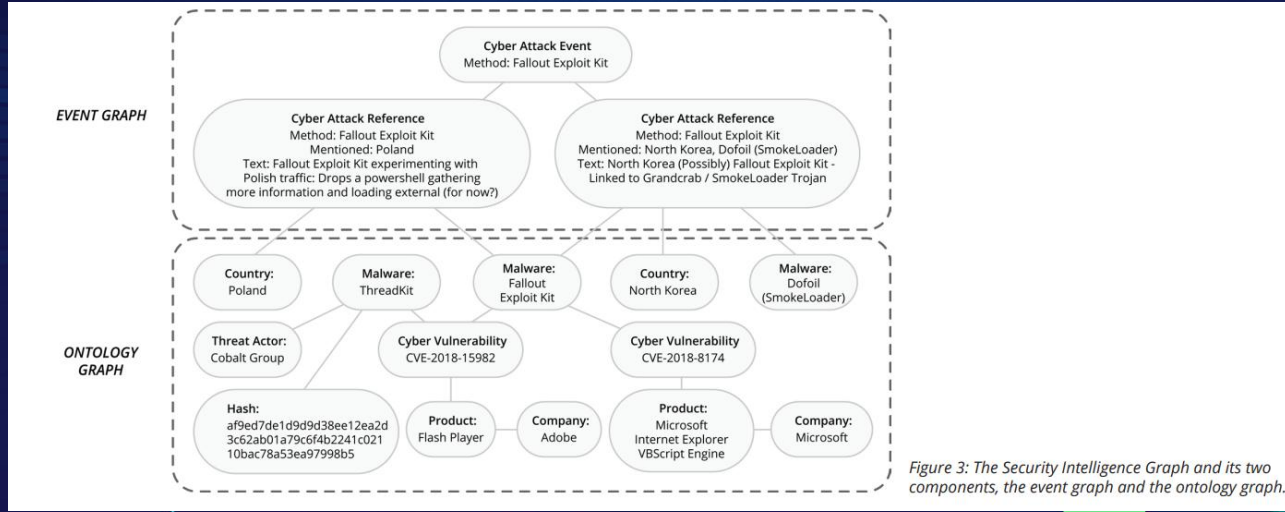 Cyber Attack Event
Method: Fallout Exploit Kit
EVENT GRAPH
Cyber Attack Reference
Method: Fallout Exploit Kit
Mentioned: Poland
Text: Fallout Exploit Kit experimenting with
Polish traffic: Drops a powershell gathering
more information and loading external (for now?)
Cyber Attack Reference
Method: Fallout Exploit Kit
Mentioned: North Korea, Dofoil (SmokeLoader)
Text: North Korea (Possibly) Fallout Exploit Kit -
Linked to Grandcrab / SmokeLoader Trojan
ONTOLOGY
GRAPH
Country:
Poland
Malware:
ThreadKit
Malware:
Fallout
Exploit Kit
Country:
North Korea
Malware:
Dofoil
(SmokeLoader)
Threat Actor:
Cobalt Group
Cyber Vulnerability
CVE-2018-15982
Cyber Vulnerability
CVE-2018-8174
Hash:
af9ed7de1d9d9d38ee12ea2d
3c62ab01a79c6f4b2241c021
10bac78a53ea97998b5
Product:
Flash Player
Company:
Adobe
Product:
Microsoft
Internet Explorer
VBScript Engine
Company:
Microsoft
Figure 3: The Security Intelligence Graph and its two
components, the event graph and the ontology graph.